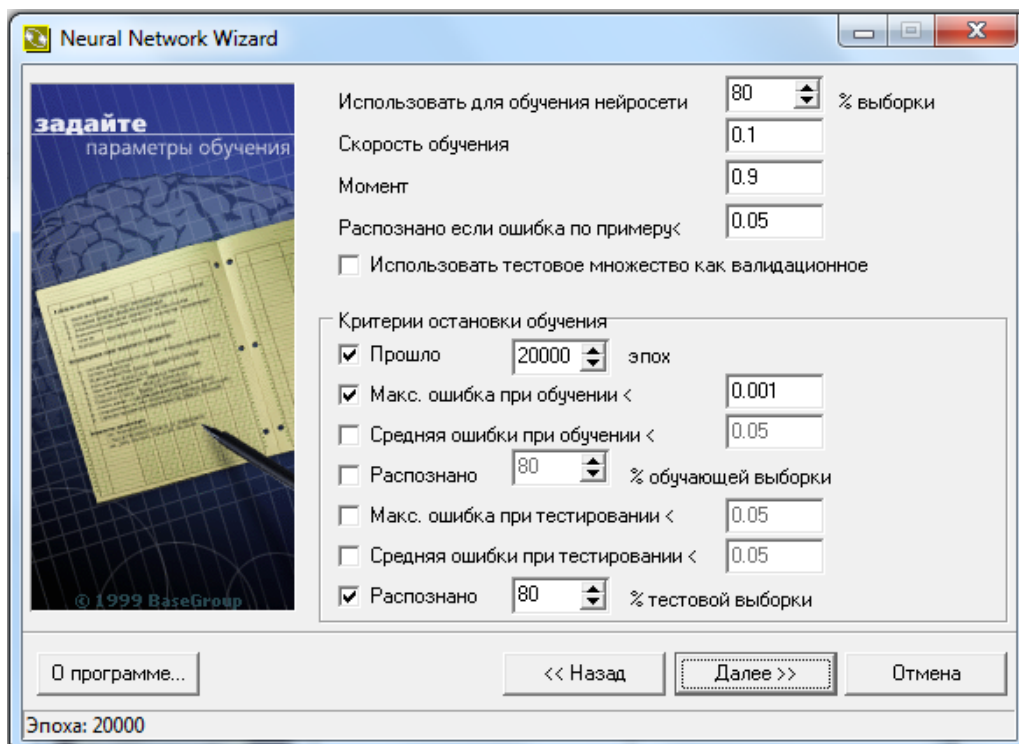 Neural Network Wizard
задайте
параметры обучения
Использовать для обучения нейросети 80 % выборки
Скорость обучения 0.1
Момент 0.9
Распознано если ошибка по примеру< 0.05
Использовать тестовое множество как валидационное
Критерии остановки обучения
Прошло 20000 эпох
Макс. ошибка при обучении < 0.001
Средняя ошибки при обучении < 0.05
Распознано 80 % обучающей выборки
Макс. ошибка при тестировании < 0.05
Средняя ошибки при тестировании < 0.05
Распознано 80 % тестовой выборки
© 1999 BaseGroup
О программе... << Назад Далее >> Отмена
Эпоха: 20000